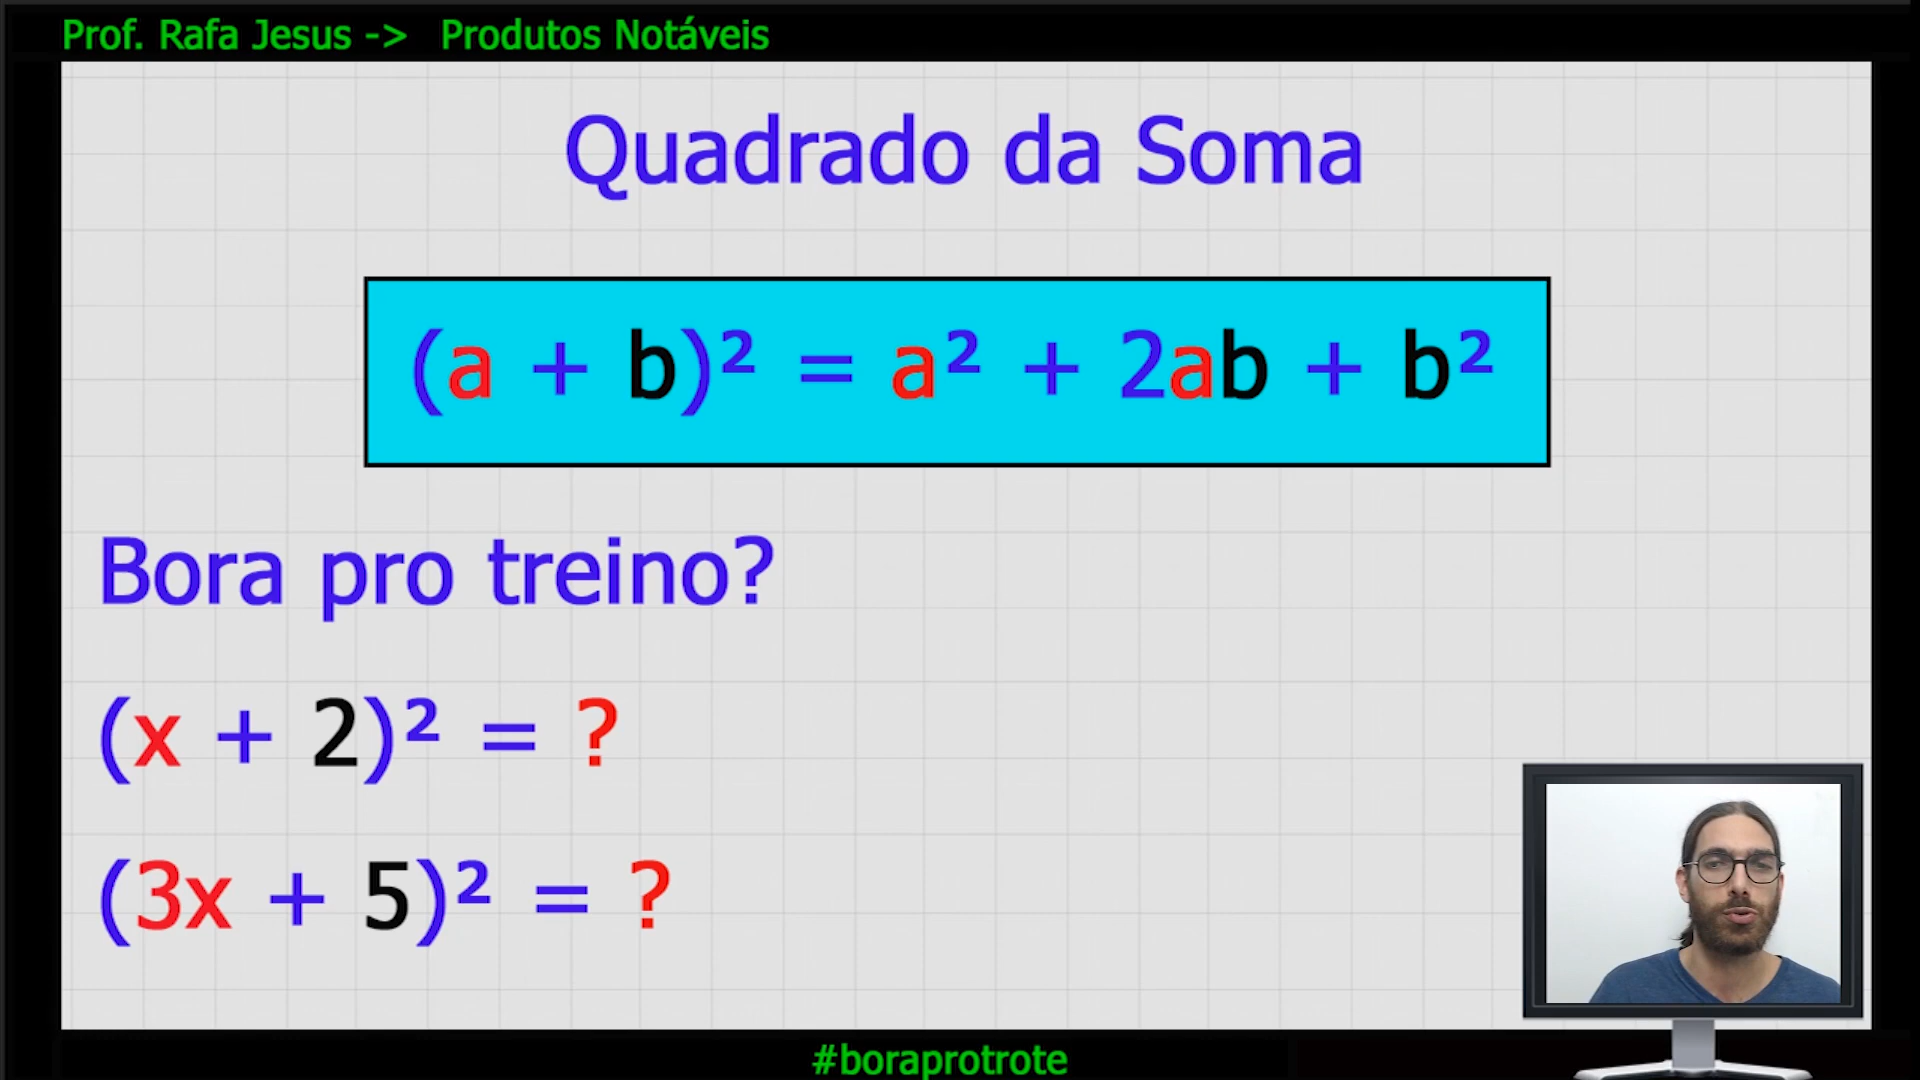 Prof. Rafa Jesus -> Produtos Notáveis
Quadrado da Soma
(a + b)² = a² + 2ab + b²
Bora pro treino?
(x + 2)² = ?
(3x + 5)² = ?
#boraprotrote